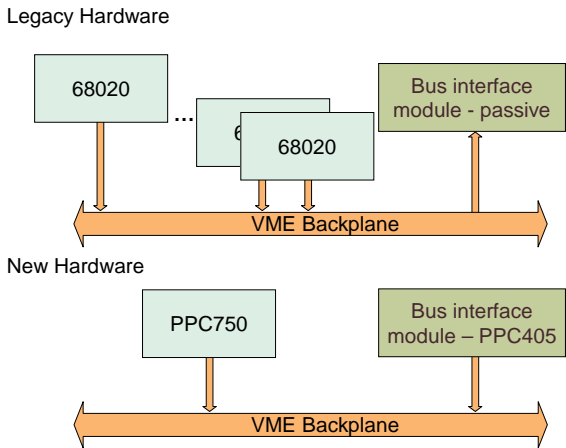 Legacy Hardware
68020
...
6
68020
Bus interface
module - passive
VME Backplane
New Hardware
PPC750
Bus interface
module – PPC405
VME Backplane